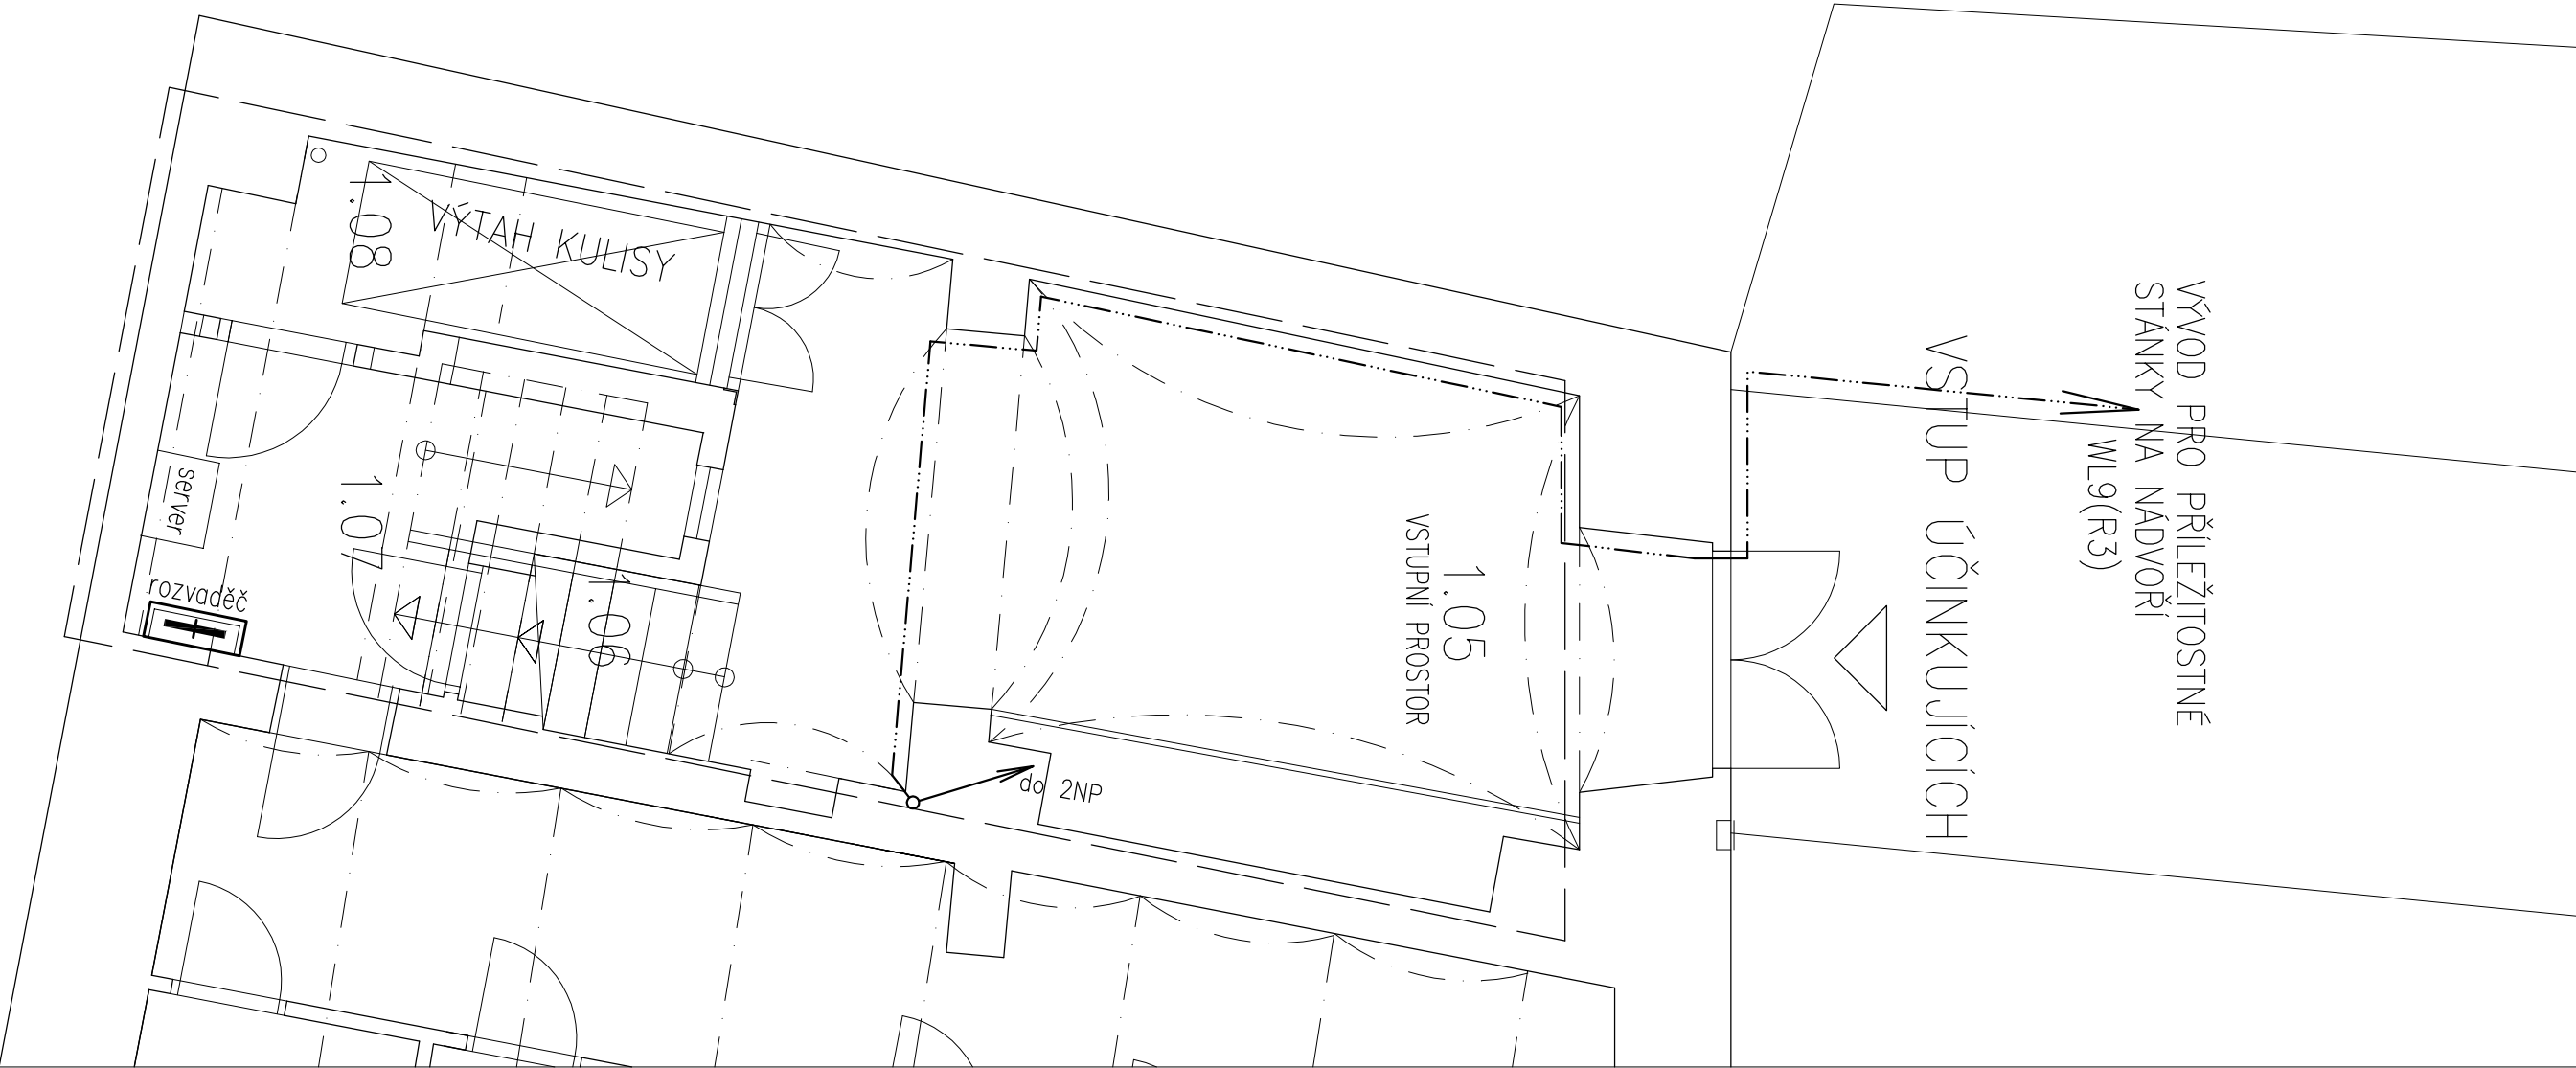 1.08
VÝTAH KULISY
server
1.07
rozvaděč
1.06
do 2NP
1.05
VSTUPNÍ PROSTOR
VSTUP ÚČINKUJÍCÍCH
VÝVOD PRO PŘÍLEŽITOSTNÉ
STÁNKY NA NÁDVOŘÍ
WL9(R3)